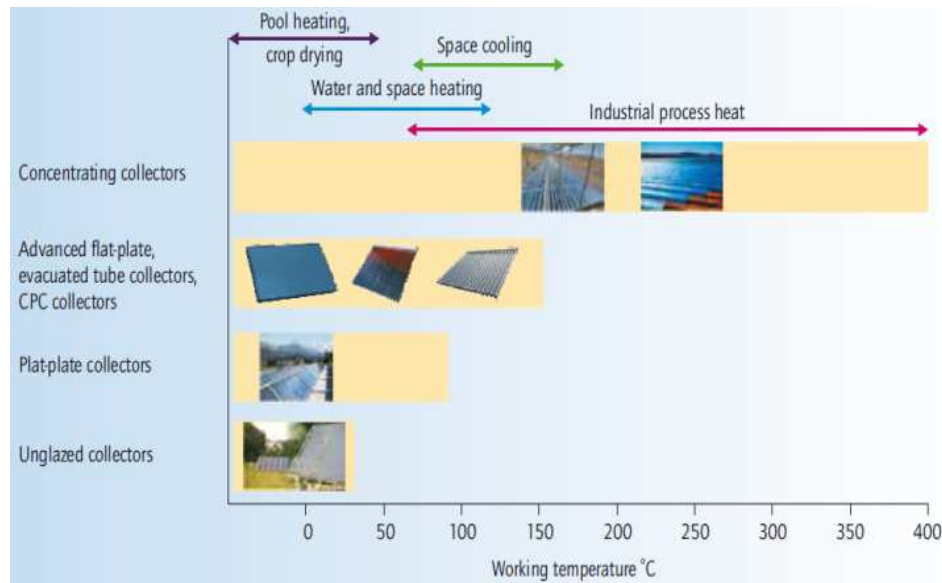 Pool heating,
crop drying
Space cooling
Water and space heating
Industrial process heat
Concentrating collectors
Advanced flat-plate,
evacuated tube collectors,
CPC collectors
Plat-plate collectors
Unglazed collectors
0 50 100 150 200 250 300 350 400
Working temperature °C